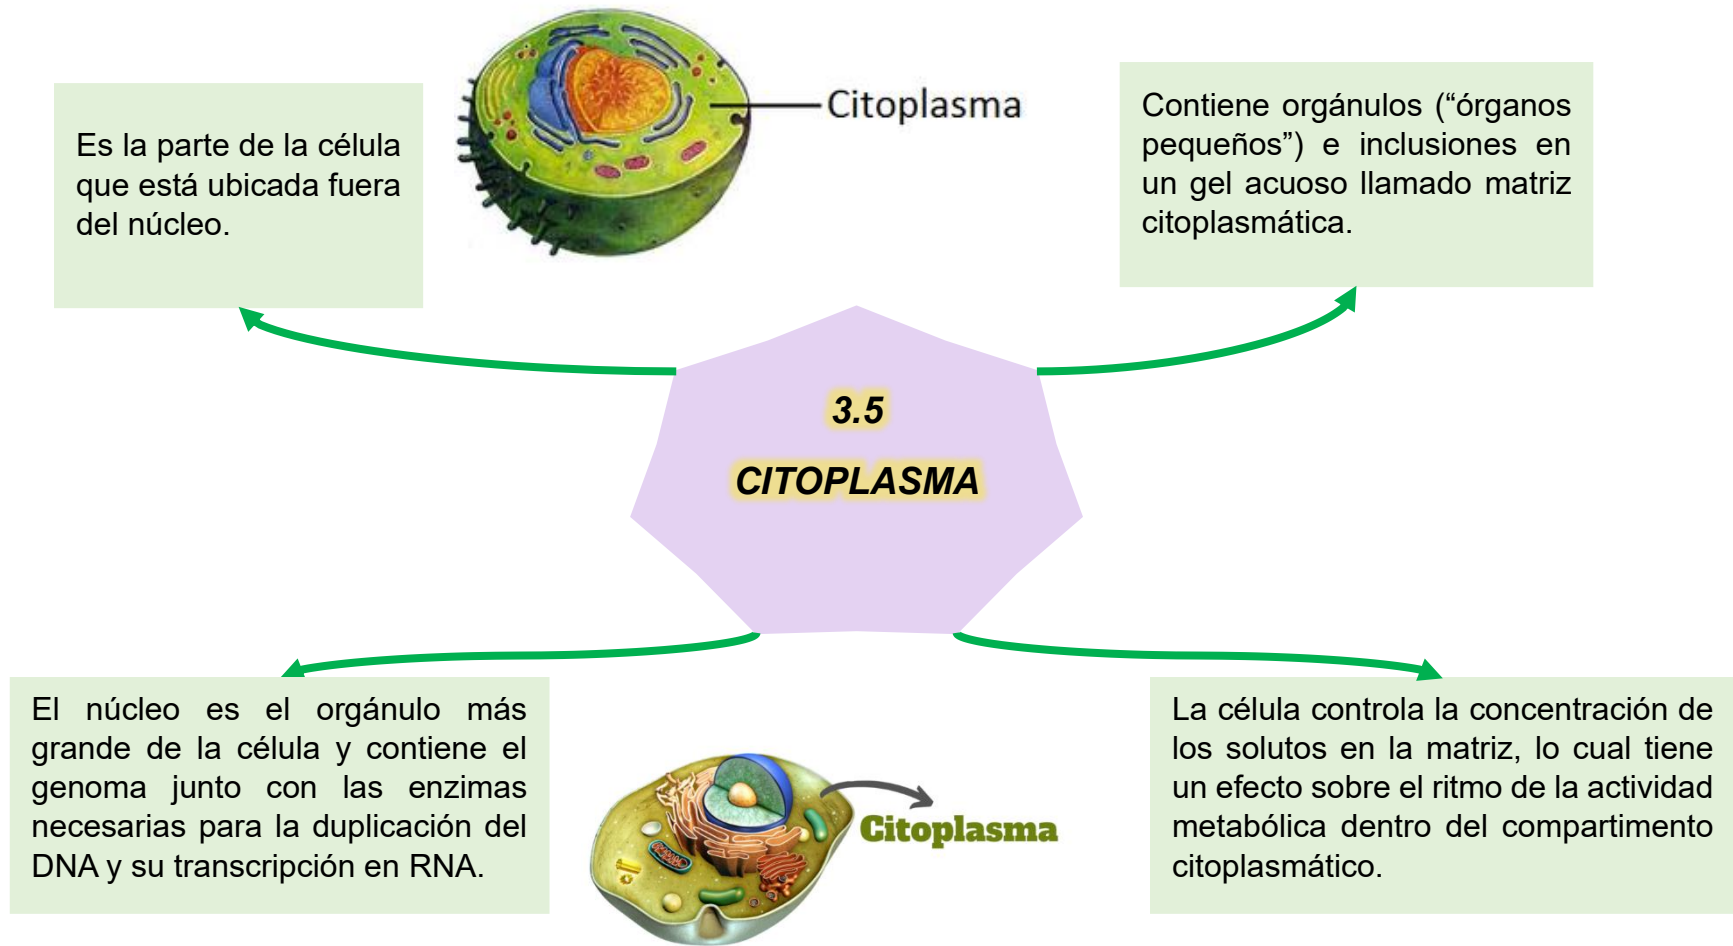 Es la parte de la célula
que está ubicada fuera
del núcleo.
Citoplasma
Contiene orgánulos (“órganos
pequeños”) e inclusiones en
un gel acuoso llamado matriz
citoplasmática.
3.5
CITOPLASMA
El núcleo es el orgánulo más
grande de la célula y contiene el
genoma junto con las enzimas
necesarias para la duplicación del
DNA y su transcripción en RNA.
Citoplasma
La célula controla la concentración de
los solutos en la matriz, lo cual tiene
un efecto sobre el ritmo de la actividad
metabólica dentro del compartimento
citoplasmático.